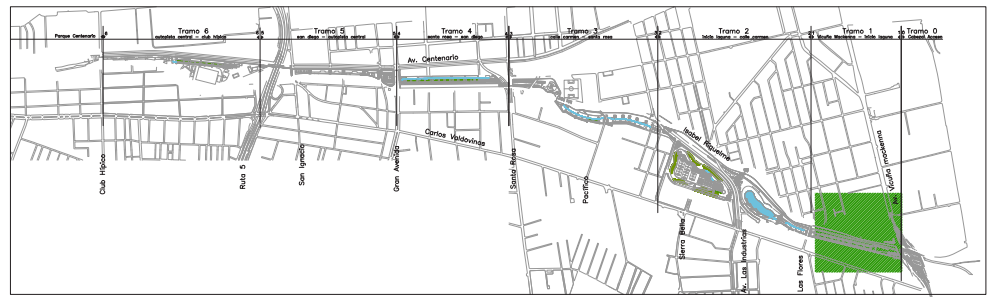 Tramo 6
Tramo 5
Tramo 4
Tramo 3
Tramo 2
Tramo 1
Tramo 0
Parque Centenario
autopista central - club hípico
san diego - autopista central
santa rosa - san diego
calle carmen - santa rosa
inicio laguna - calle carmen
Vicuña Mackenna - inicio laguna
Av. Centenario
Carlos Valdovinos
Isabel Riquelme
Av. Vicuña mackenna
Club Hípico
Ruta 5
San Ignacio
Gran Avenida
Santa Rosa
Pacífico
Sierra Bella
Av. Las Industrias
Las Flores